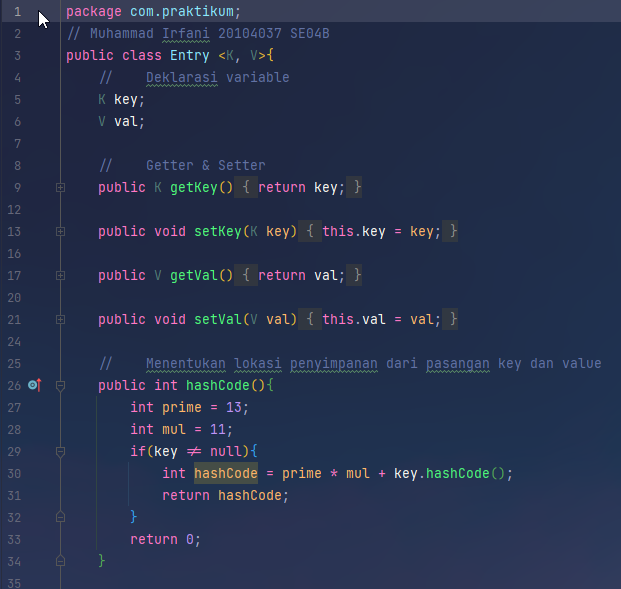 1 package com.praktikum;
2 // Muhammad Irfani 20104037 SE04B
3 public class Entry <K, V>{
4 // Deklarasi variable
5 K key;
6 V val;
7
8 // Getter & Setter
9 public K getKey() { return key; }
12
13 public void setKey(K key) { this.key = key; }
16
17 public V getVal() { return val; }
20
21 public void setVal(V val) { this.val = val; }
24
25 // Menentukan lokasi penyimpanan dari pasangan key dan value
26 public int hashCode(){
27 int prime = 13;
28 int mul = 11;
29 if(key ≠ null){
30 int hashCode = prime * mul + key.hashCode();
31 return hashCode;
32 }
33 return 0;
34 }
35